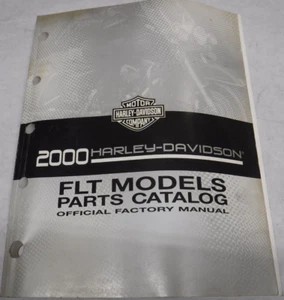 MOTOR
HARLEY-DAVIDSON
COMPANY
2000 HARLEY-DAVIDSON
FLT MODELS
PARTS CATALOG
OFFICIAL FACTORY MANUAL